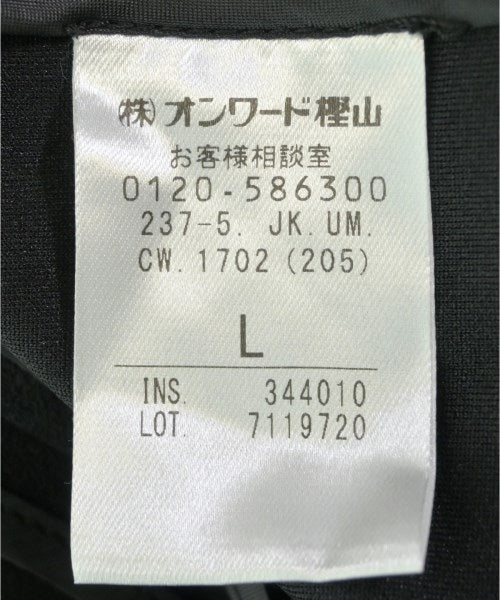 ㈱オンワード樫山
お客様相談室
0120-586300
237-5. JK. UM.
CW. 1702 (205)
L
INS. 344010
LOT. 7119720